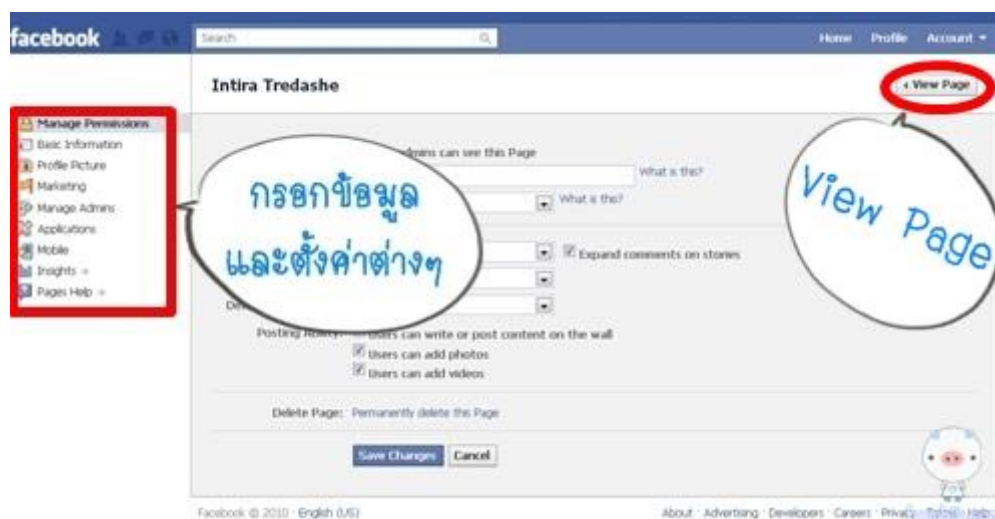 facebook
Search
Home Profile Account
Intira Tredashe
View Page
Manage Permissions
Basic Information
Profile Picture
Marketing
Manage Admins
Applications
Mobile
Insights
Pages Help
admins can see this Page
What is this?
What is this?
กรอกข้อมูล
และตั้งค่าต่างๆ
View Page
Expand comments on stories
Posting Ability: Users can write or post content on the wall
Users can add photos
Users can add videos
Delete Page: Permanently delete this Page
Save Changes Cancel
Facebook © 2010 · English (US)
About · Advertising · Developers · Careers · Privacy · Terms · Help